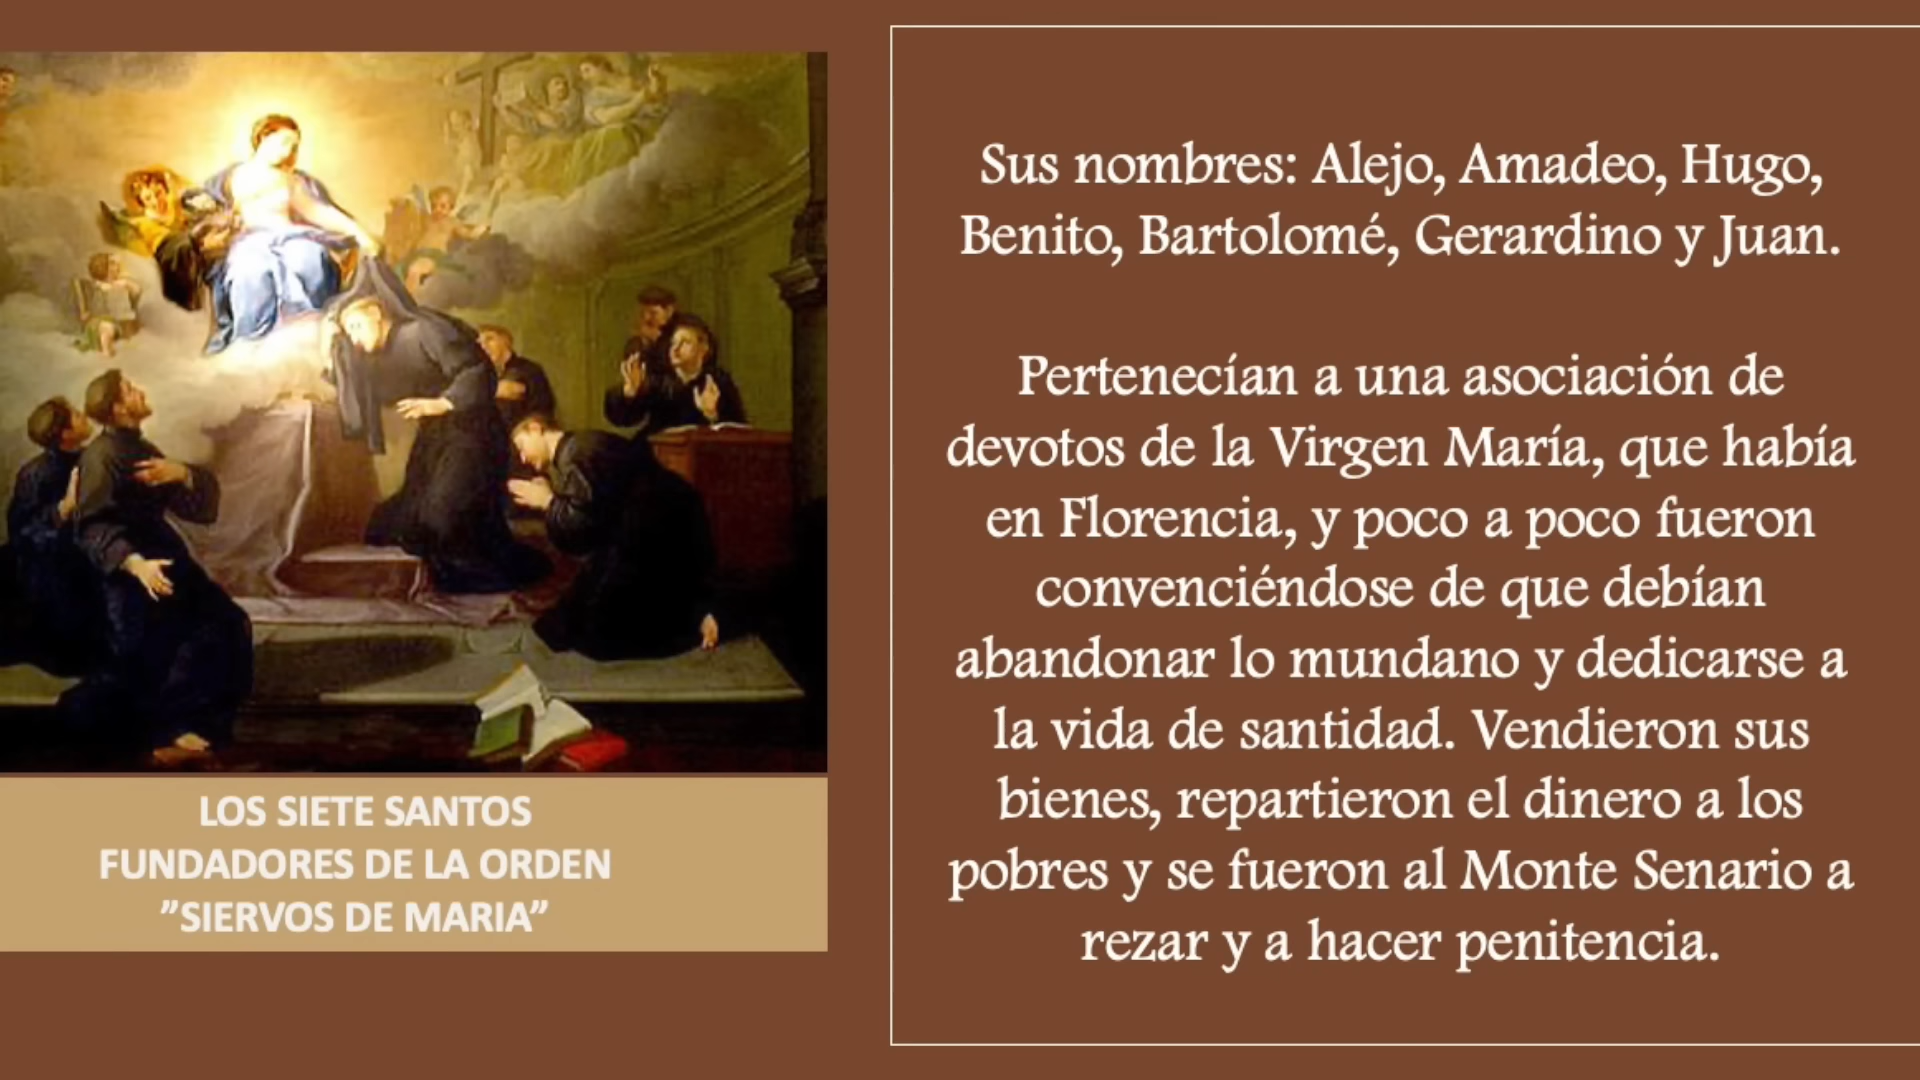 LOS SIETE SANTOS
FUNDADORES DE LA ORDEN
”SIERVOS DE MARIA”
Sus nombres: Alejo, Amadeo, Hugo,
Benito, Bartolomé, Gerardino y Juan.
Pertenecían a una asociación de
devotos de la Virgen María, que había
en Florencia, y poco a poco fueron
convenciéndose de que debían
abandonar lo mundano y dedicarse a
la vida de santidad. Vendieron sus
bienes, repartieron el dinero a los
pobres y se fueron al Monte Senario a
rezar y a hacer penitencia.